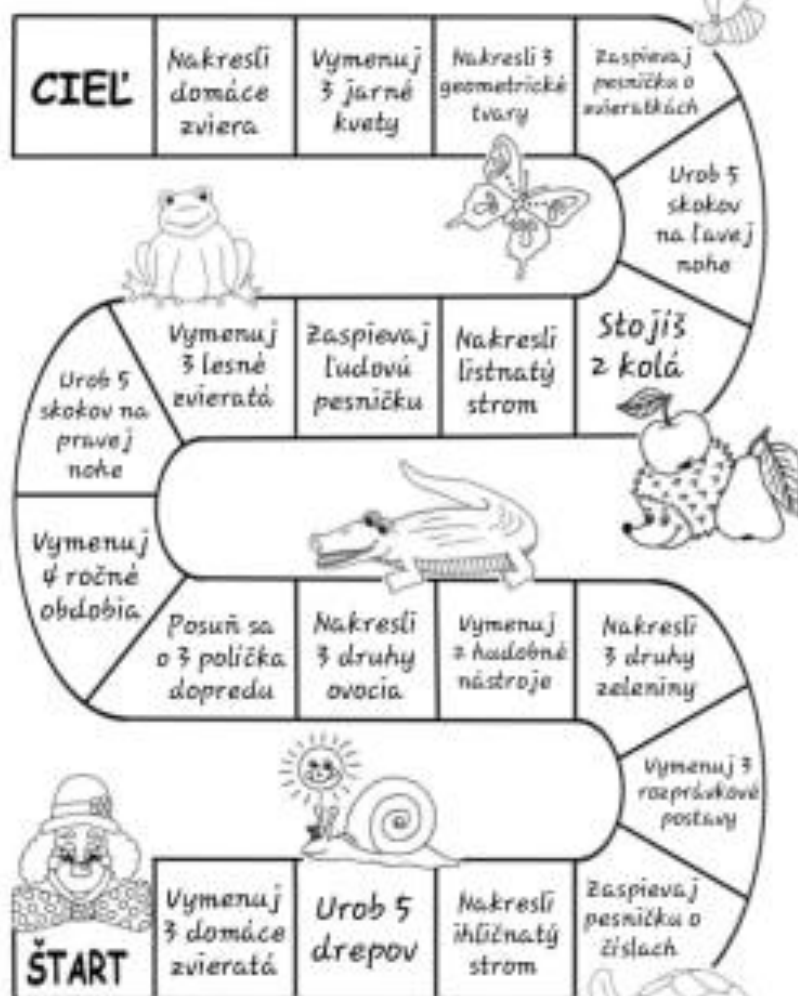 CIEĽ
Nakresli
domáce
zviera
Vymenuj
3 jarné
kvety
Nakresli 3
geometrické
tvary
Zaspievaj
pesničku o
zvieratkách
Urob 5
skokov
na ľavej
nohe
Stojíš
2 kolá
Nakresli
listnatý
strom
Zaspievaj
ľudovú
pesničku
Vymenuj
3 lesné
zvieratá
Urob 5
skokov na
pravej
nohe
Vymenuj
4 ročné
obdobia
Posuň sa
o 3 políčka
dopredu
Nakresli
3 druhy
ovocia
Vymenuj
2 hudobné
nástroje
Nakresli
3 druhy
zeleniny
Vymenuj 3
rozprávkové
postavy
Zaspievaj
pesničku o
číslach
Nakresli
ihličnatý
strom
Urob 5
drepov
Vymenuj
3 domáce
zvieratá
ŠTART